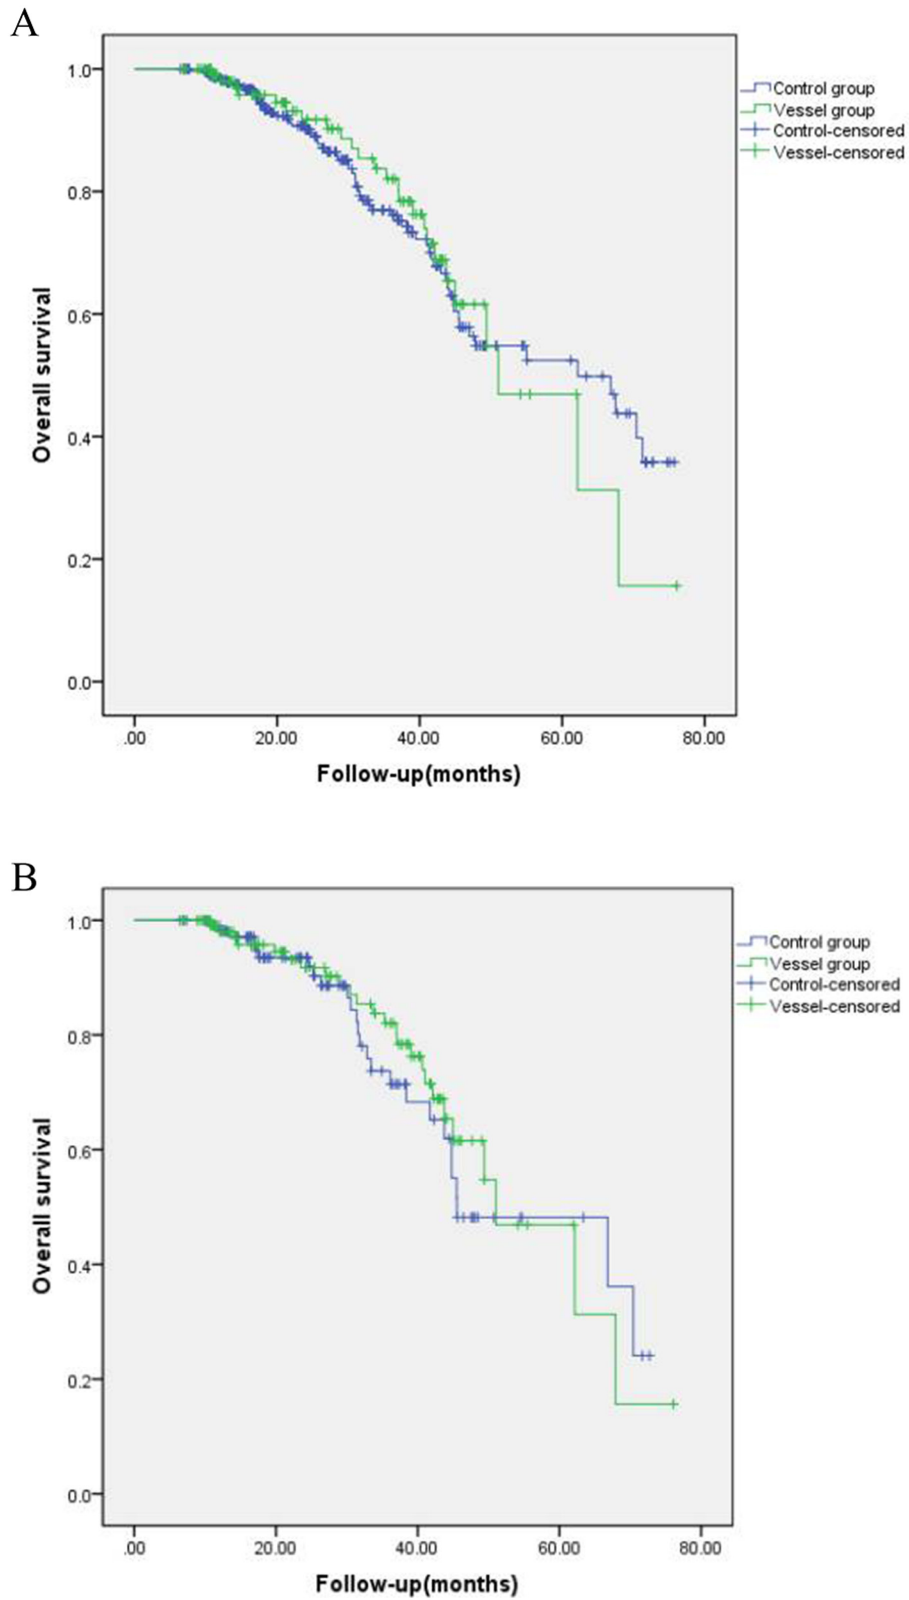 A
Control group
Vessel group
Control-censored
Vessel-censored
1.0
0.8
0.6
0.4
0.2
0.0
Overall survival
.00 20.00 40.00 60.00 80.00
Follow-up(months)
B
Control group
Vessel group
Control-censored
Vessel-censored
1.0
0.8
0.6
0.4
0.2
0.0
Overall survival
.00 20.00 40.00 60.00 80.00
Follow-up(months)